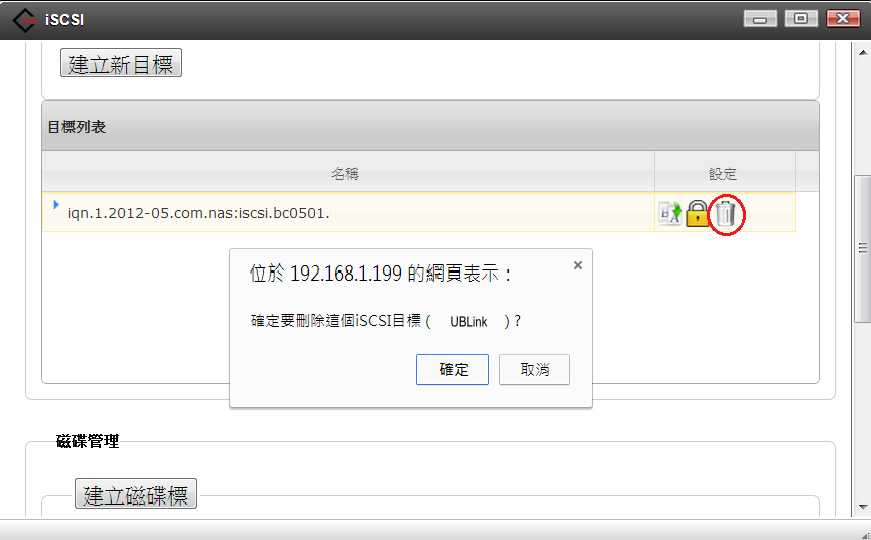 iSCSI
建立新目標
目標列表
名稱 設定
iqn.1.2012-05.com.nas:iscsi.bc0501.
位於 192.168.1.199 的網頁表示：
確定要刪除這個iSCSI目標 ( UBLink ) ?
確定 取消
磁碟管理
建立磁碟標